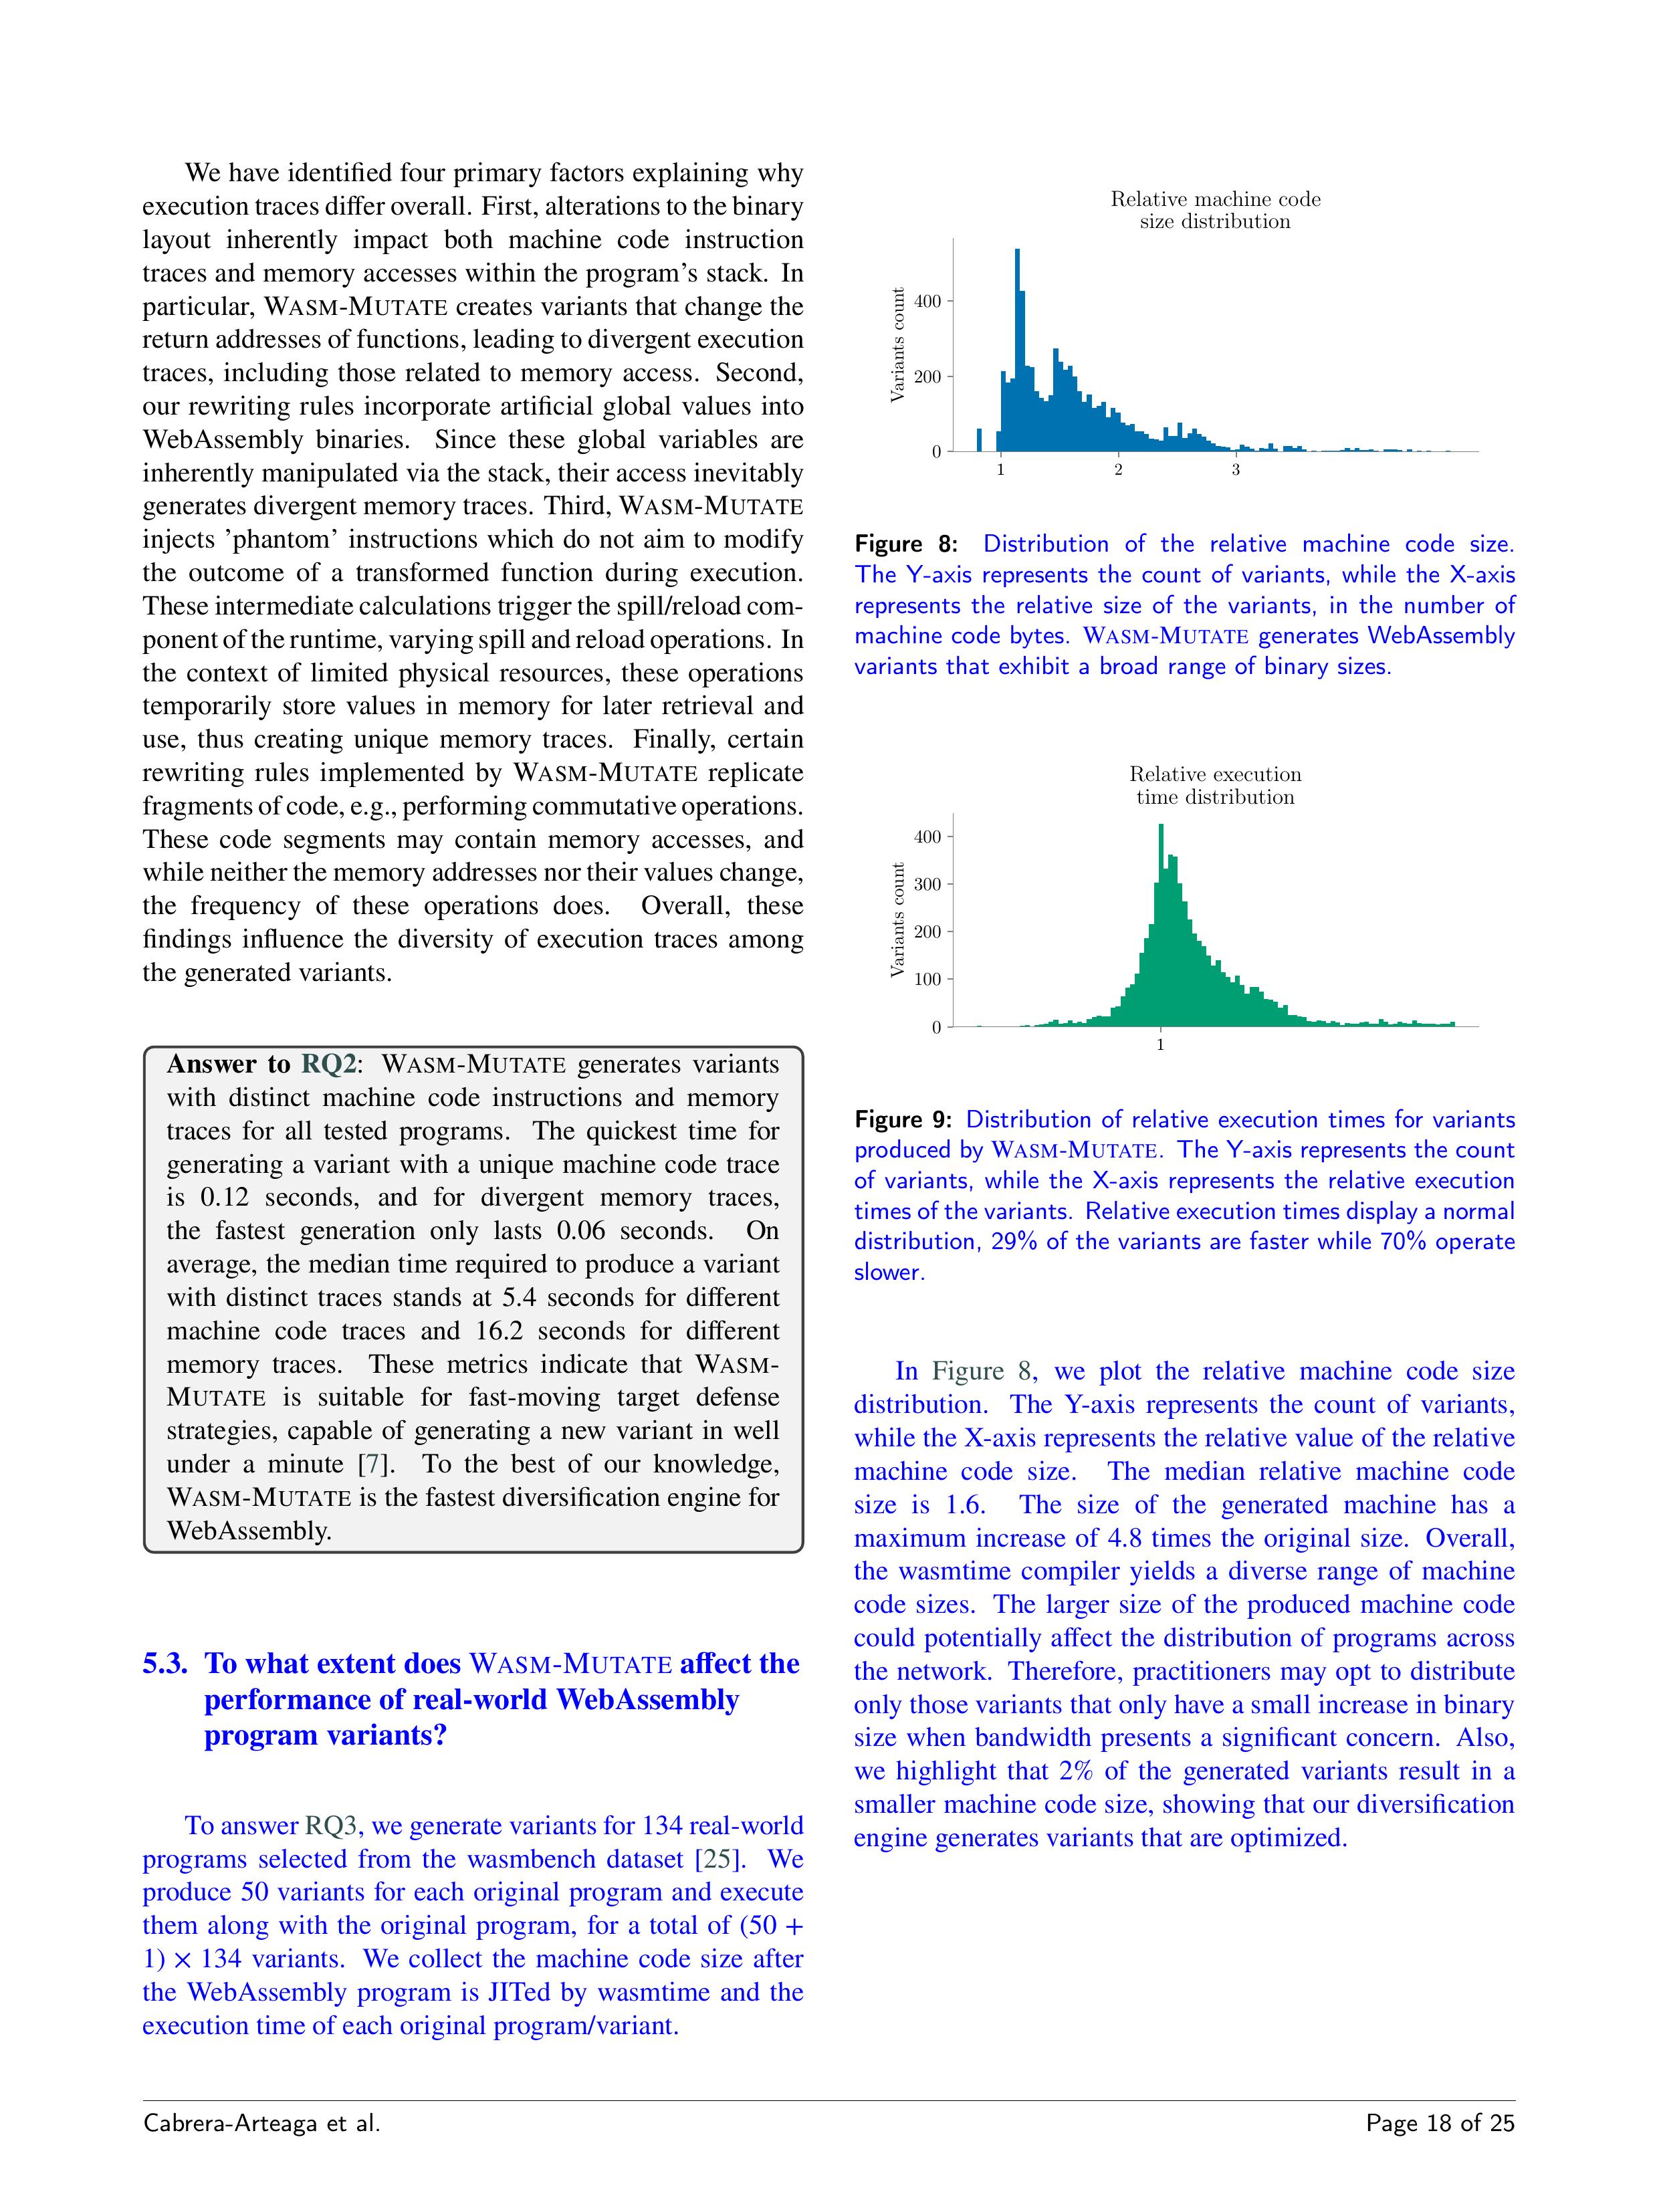 We have identified four primary factors explaining why
execution traces differ overall. First, alterations to the binary
layout inherently impact both machine code instruction
traces and memory accesses within the program's stack. In
particular, WASM-MUTATE creates variants that change the
return addresses of functions, leading to divergent execution
traces, including those related to memory access. Second,
our rewriting rules incorporate artificial global values into
WebAssembly binaries. Since these global variables are
inherently manipulated via the stack, their access inevitably
generates divergent memory traces. Third, WASM-MUTATE
injects 'phantom' instructions which do not aim to modify
the outcome of a transformed function during execution.
These intermediate calculations trigger the spill/reload com-
ponent of the runtime, varying spill and reload operations. In
the context of limited physical resources, these operations
temporarily store values in memory for later retrieval and
use, thus creating unique memory traces. Finally, certain
rewriting rules implemented by WASM-MUTATE replicate
fragments of code, e.g., performing commutative operations.
These code segments may contain memory accesses, and
while neither the memory addresses nor their values change,
the frequency of these operations does. Overall, these
findings influence the diversity of execution traces among
the generated variants.
Answer to RQ2: WASM-MUTATE generates variants
with distinct machine code instructions and memory
traces for all tested programs. The quickest time for
generating a variant with a unique machine code trace
is 0.12 seconds, and for divergent memory traces,
the fastest generation only lasts 0.06 seconds. On
average, the median time required to produce a variant
with distinct traces stands at 5.4 seconds for different
machine code traces and 16.2 seconds for different
memory traces. These metrics indicate that WASM-
MUTATE is suitable for fast-moving target defense
strategies, capable of generating a new variant in well
under a minute [7]. To the best of our knowledge,
WASM-MUTATE is the fastest diversification engine for
WebAssembly.
5.3. To what extent does WASM-MUTATE affect the
performance of real-world WebAssembly
program variants?
To answer RQ3, we generate variants for 134 real-world
programs selected from the wasmbench dataset [25]. We
produce 50 variants for each original program and execute
them along with the original program, for a total of (50 +
1) × 134 variants. We collect the machine code size after
the WebAssembly program is JITed by wasmtime and the
execution time of each original program/variant.
Relative machine code
size distribution
Variants count
400
200
0
1 2 3
Figure 8: Distribution of the relative machine code size.
The Y-axis represents the count of variants, while the X-axis
represents the relative size of the variants, in the number of
machine code bytes. WASM-MUTATE generates WebAssembly
variants that exhibit a broad range of binary sizes.
Relative execution
time distribution
Variants count
400
300
200
100
0
1
Figure 9: Distribution of relative execution times for variants
produced by WASM-MUTATE. The Y-axis represents the count
of variants, while the X-axis represents the relative execution
times of the variants. Relative execution times display a normal
distribution, 29% of the variants are faster while 70% operate
slower.
In Figure 8, we plot the relative machine code size
distribution. The Y-axis represents the count of variants,
while the X-axis represents the relative value of the relative
machine code size. The median relative machine code
size is 1.6. The size of the generated machine has a
maximum increase of 4.8 times the original size. Overall,
the wasmtime compiler yields a diverse range of machine
code sizes. The larger size of the produced machine code
could potentially affect the distribution of programs across
the network. Therefore, practitioners may opt to distribute
only those variants that only have a small increase in binary
size when bandwidth presents a significant concern. Also,
we highlight that 2% of the generated variants result in a
smaller machine code size, showing that our diversification
engine generates variants that are optimized.
Cabrera-Arteaga et al.
Page 18 of 25